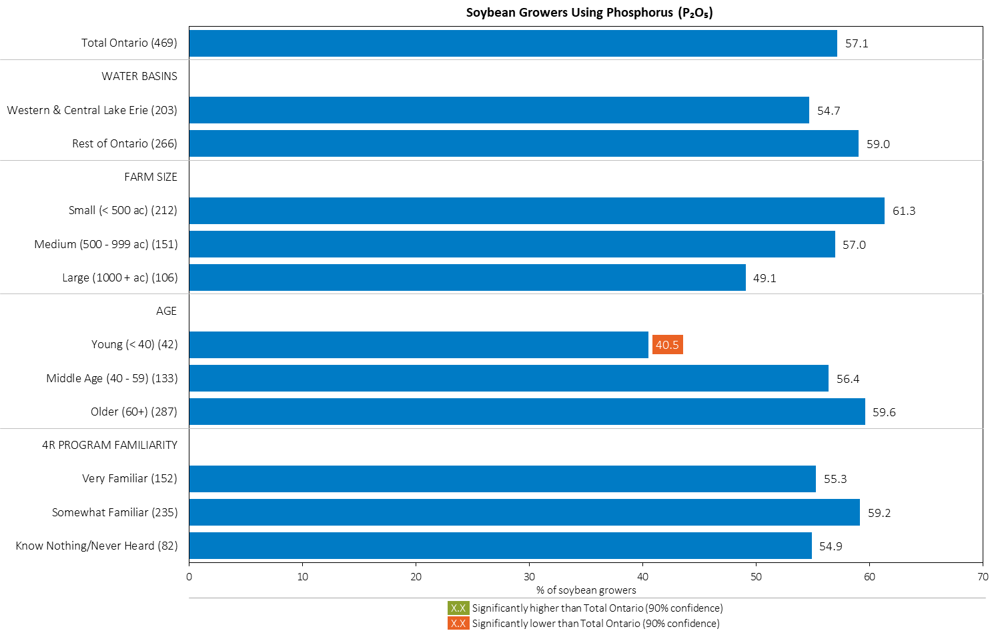 Soybean Growers Using Phosphorus (P₂O₅)
Total Ontario (469) 57.1
WATER BASINS
Western & Central Lake Erie (203) 54.7
Rest of Ontario (266) 59.0
FARM SIZE
Small (< 500 ac) (212) 61.3
Medium (500 - 999 ac) (151) 57.0
Large (1000 + ac) (106) 49.1
AGE
Young (< 40) (42) 40.5
Middle Age (40 - 59) (133) 56.4
Older (60+) (287) 59.6
4R PROGRAM FAMILIARITY
Very Familiar (152) 55.3
Somewhat Familiar (235) 59.2
Know Nothing/Never Heard (82) 54.9
0 10 20 30 40 50 60 70
% of soybean growers
X.X Significantly higher than Total Ontario (90% confidence)
X.X Significantly lower than Total Ontario (90% confidence)